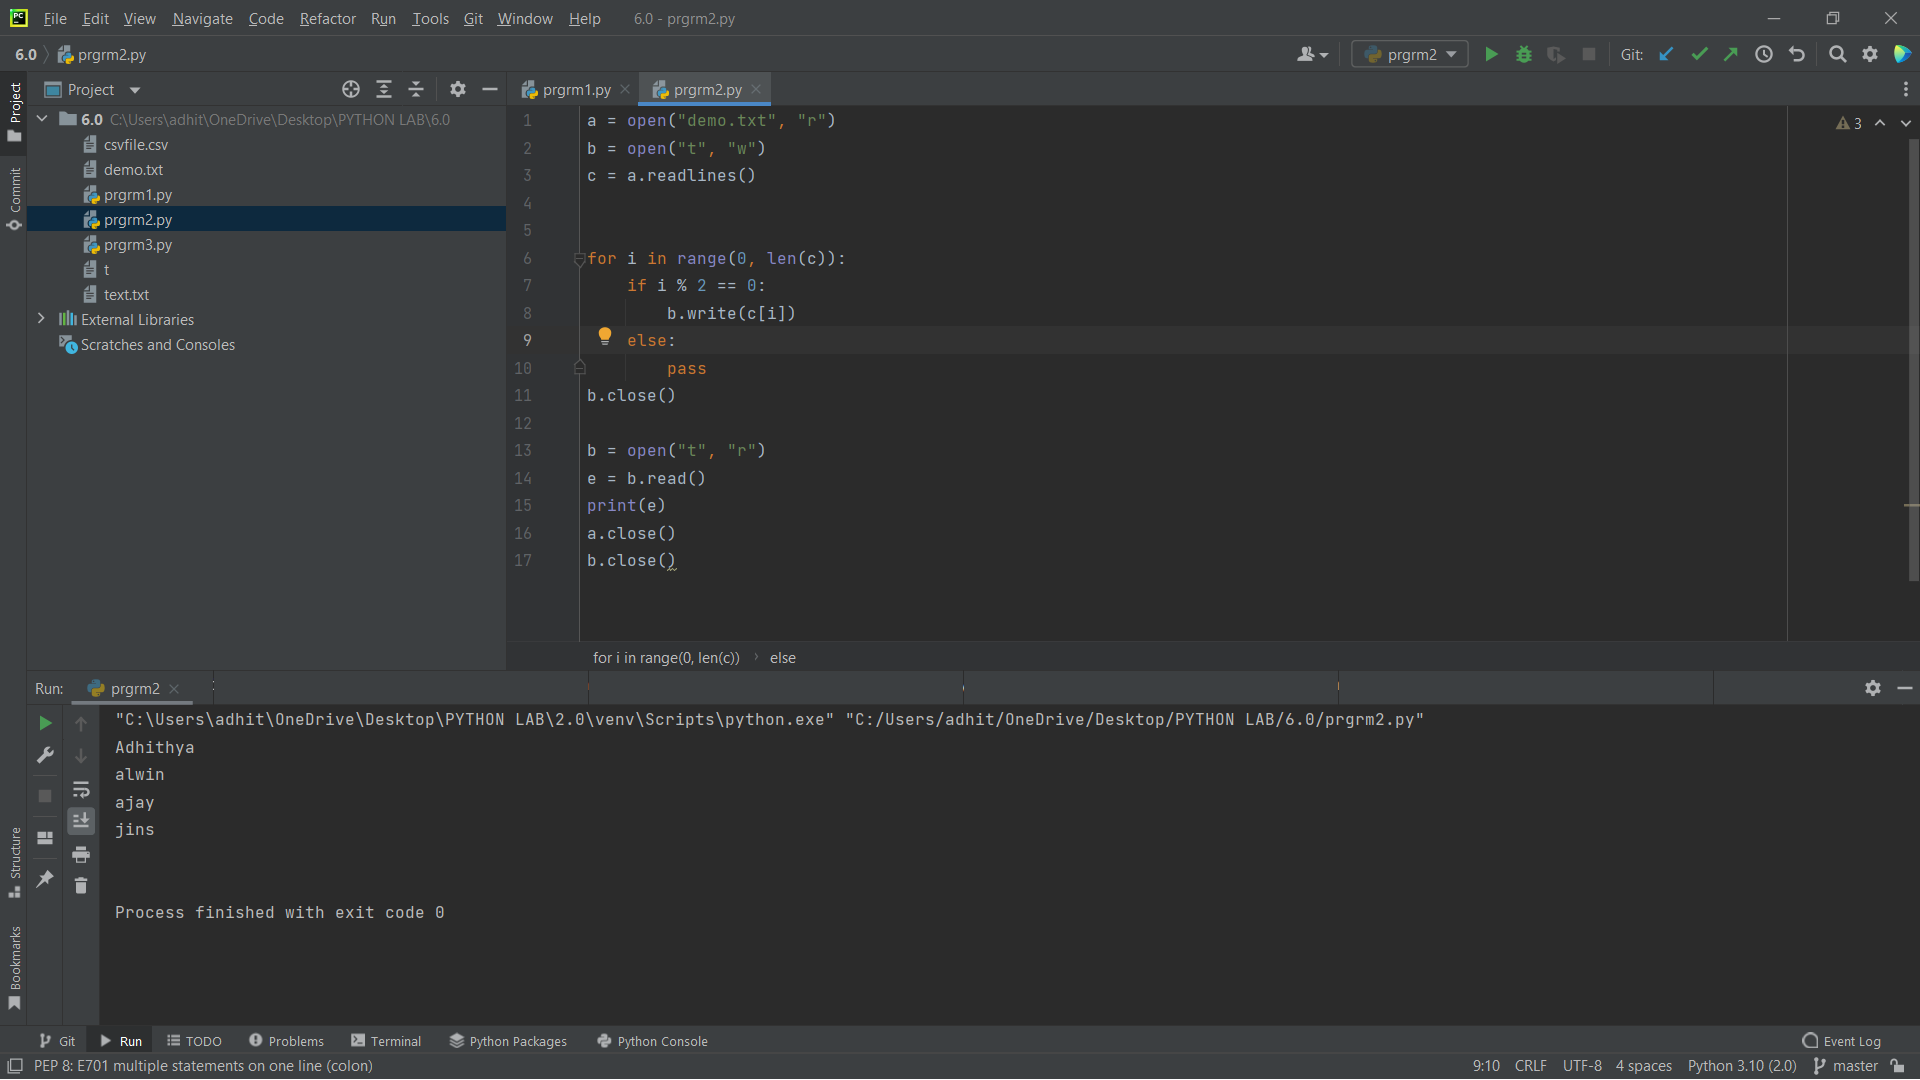 File Edit View Navigate Code Refactor Run Tools Git Window Help 6.0 - prgrm2.py
6.0 prgrm2.py
prgrm2 Git:
Project
prgrm1.py prgrm2.py
6.0 C:\Users\adhit\OneDrive\Desktop\PYTHON LAB\6.0
csvfile.csv
demo.txt
prgrm1.py
prgrm2.py
prgrm3.py
t
text.txt
External Libraries
Scratches and Consoles
Project
Commit
Structure
Bookmarks
3
1 a = open("demo.txt", "r")
2 b = open("t", "w")
3 c = a.readlines()
4
5
6 for i in range(0, len(c)):
7 if i % 2 == 0:
8 b.write(c[i])
9 else:
10 pass
11 b.close()
12
13 b = open("t", "r")
14 e = b.read()
15 print(e)
16 a.close()
17 b.close()
for i in range(0, len(c)) › else
Run: prgrm2
"C:\Users\adhit\OneDrive\Desktop\PYTHON LAB\2.0\venv\Scripts\python.exe" "C:/Users/adhit/OneDrive/Desktop/PYTHON LAB/6.0/prgrm2.py"
Adhithya
alwin
ajay
jins
Process finished with exit code 0
Git Run TODO Problems Terminal Python Packages Python Console Event Log
PEP 8: E701 multiple statements on one line (colon) 9:10 CRLF UTF-8 4 spaces Python 3.10 (2.0) master